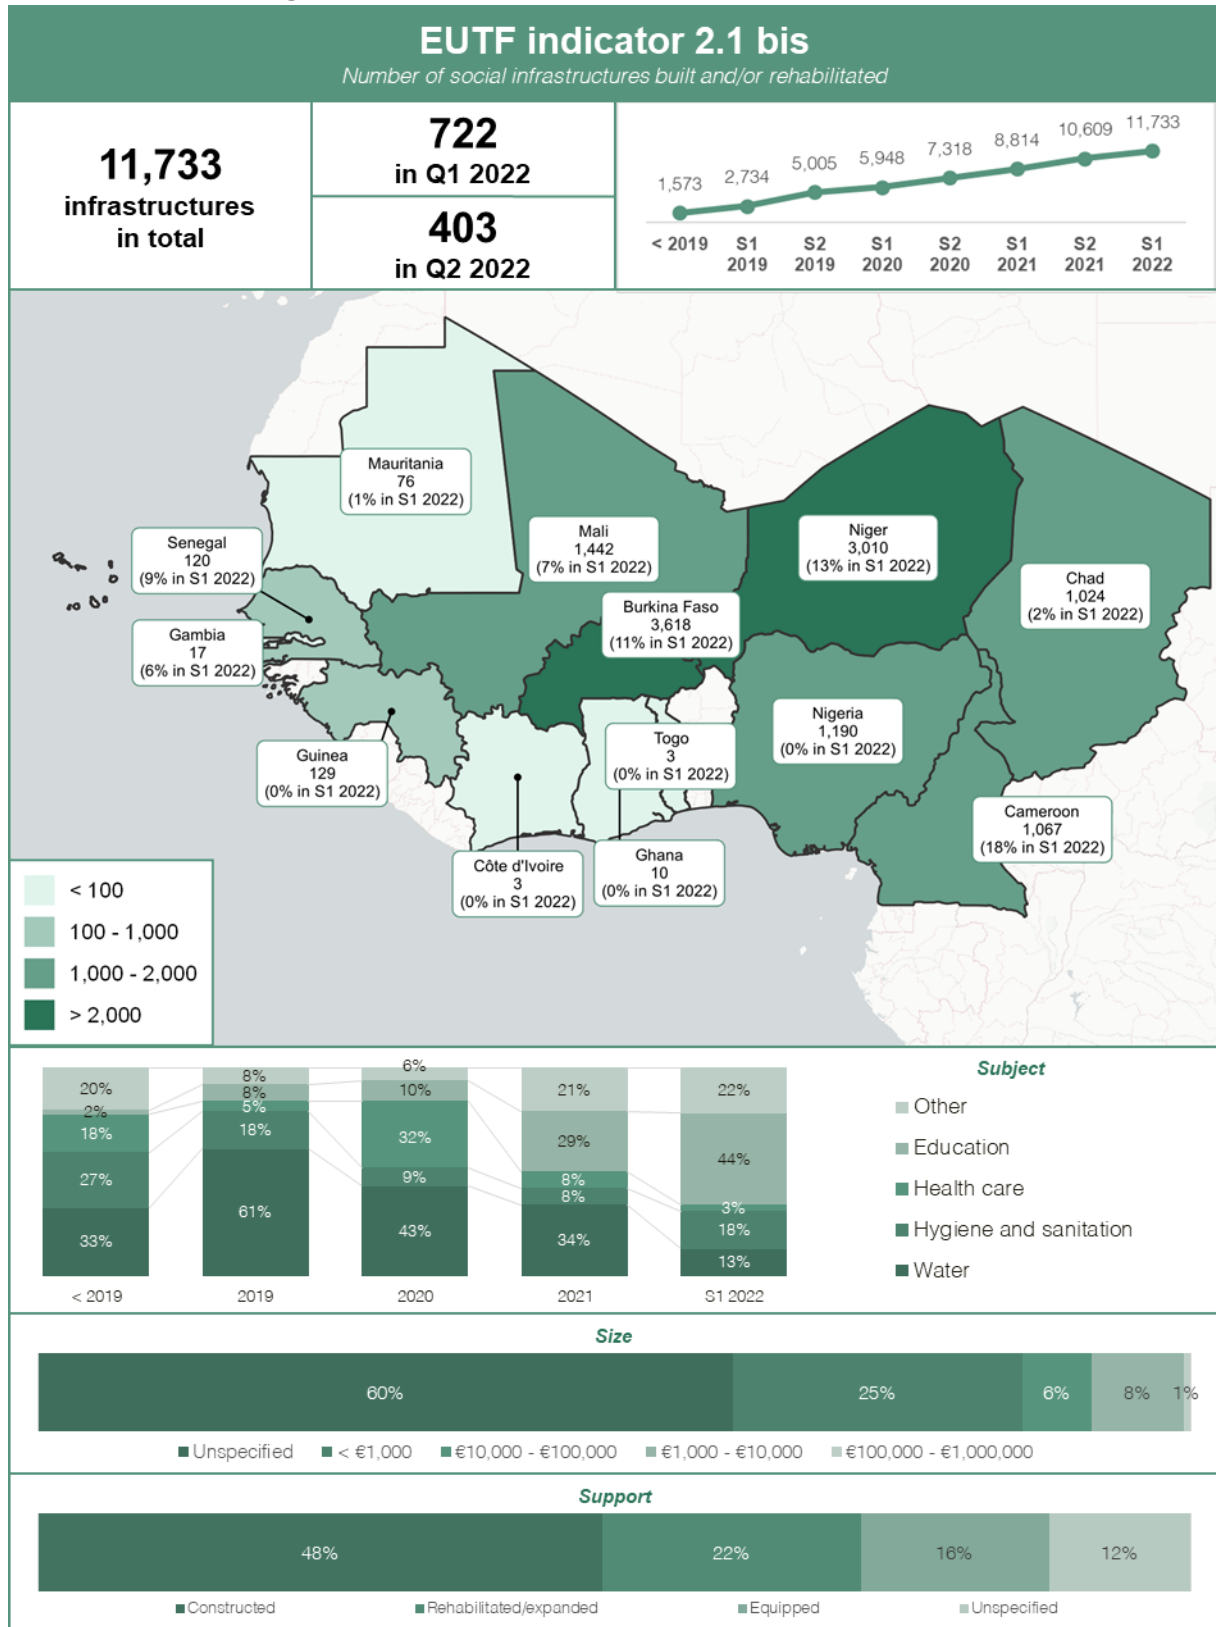 EUTF indicator 2.1 bis
Number of social infrastructures built and/or rehabilitated
11,733
infrastructures
in total
722
in Q1 2022
403
in Q2 2022
1,573
2,734
5,005
5,948
7,318
8,814
10,609
11,733
< 2019
S1
2019
S2
2019
S1
2020
S2
2020
S1
2021
S2
2021
S1
2022
Mauritania
76
(1% in S1 2022)
Mali
1,442
(7% in S1 2022)
Niger
3,010
(13% in S1 2022)
Senegal
120
(9% in S1 2022)
Chad
1,024
(2% in S1 2022)
Burkina Faso
3,618
(11% in S1 2022)
Gambia
17
(6% in S1 2022)
Nigeria
1,190
(0% in S1 2022)
Togo
3
(0% in S1 2022)
Guinea
129
(0% in S1 2022)
Cameroon
1,067
(18% in S1 2022)
Côte d'Ivoire
3
(0% in S1 2022)
Ghana
10
(0% in S1 2022)
< 100
100 - 1,000
1,000 - 2,000
> 2,000
20%
2%
18%
27%
33%
< 2019
8%
8%
5%
18%
61%
2019
6%
10%
32%
9%
43%
2020
21%
29%
8%
8%
34%
2021
22%
44%
3%
18%
13%
S1 2022
Subject
Other
Education
Health care
Hygiene and sanitation
Water
Size
60%
25%
6%
8%
1%
Unspecified
< €1,000
€10,000 - €100,000
€1,000 - €10,000
€100,000 - €1,000,000
Support
48%
22%
16%
12%
Constructed
Rehabilitated/expanded
Equipped
Unspecified